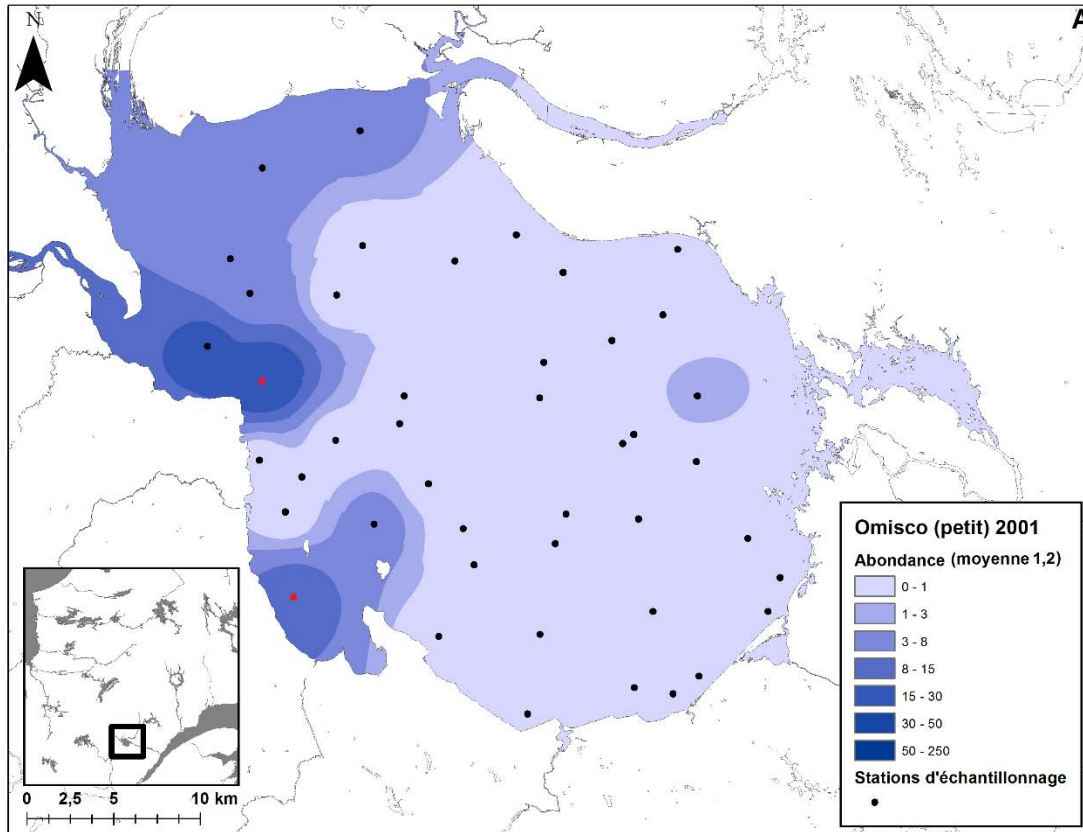 N
A
Omisco (petit) 2001
Abondance (moyenne 1,2)
0 - 1
1 - 3
3 - 8
8 - 15
15 - 30
30 - 50
50 - 250
Stations d'échantillonnage
0 2,5 5 10 km